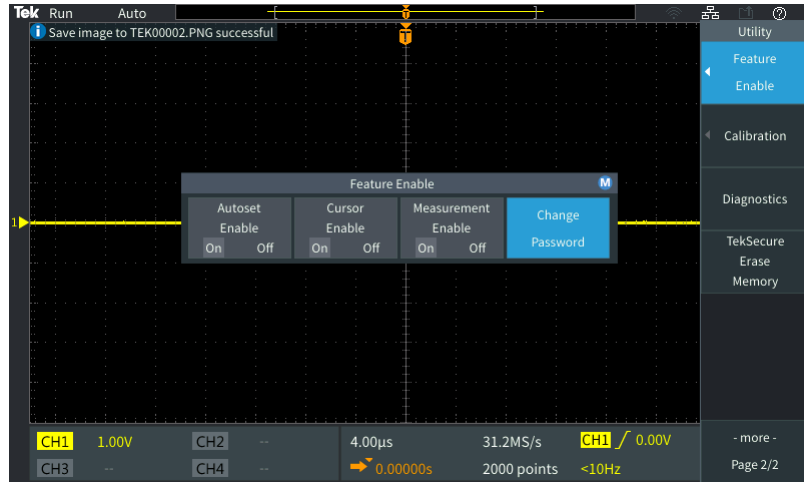 Tek Run Auto
T
i Save image to TEK00002.PNG successful
T
Utility
Feature
Enable
Calibration
Diagnostics
TekSecure
Erase
Memory
- more -
Page 2/2
Feature Enable M
Autoset
Enable
On Off
Cursor
Enable
On Off
Measurement
Enable
On Off
Change
Password
1
CH1 1.00V CH2 --
CH3 -- CH4 --
4.00µs 31.2MS/s CH1 0.00V
0.00000s 2000 points <10Hz